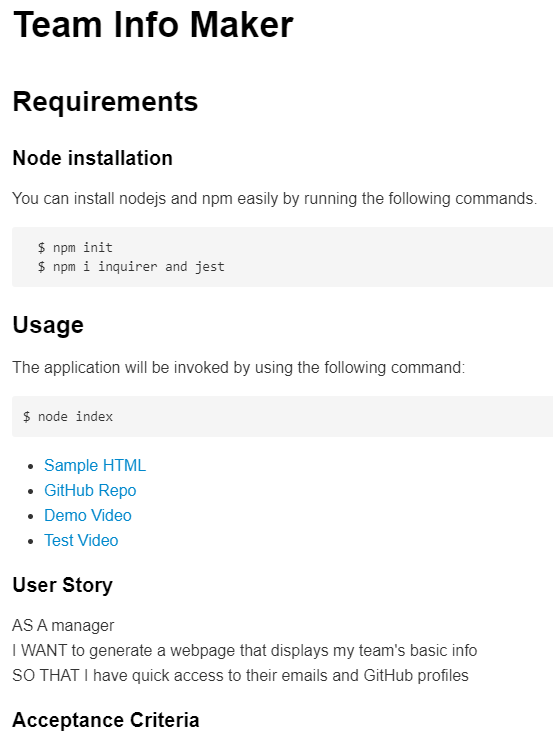 Team Info Maker
Requirements
Node installation
You can install nodejs and npm easily by running the following commands.
$ npm init
$ npm i inquirer and jest
Usage
The application will be invoked by using the following command:
$ node index
Sample HTML
GitHub Repo
Demo Video
Test Video
User Story
AS A manager
I WANT to generate a webpage that displays my team's basic info
SO THAT I have quick access to their emails and GitHub profiles
Acceptance Criteria